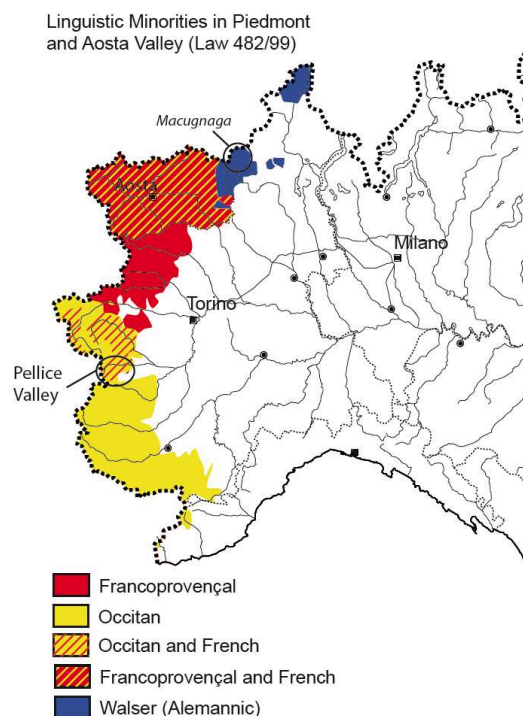 Linguistic Minorities in Piedmont
and Aosta Valley (Law 482/99)
Macugnaga
Aosta
Milano
Torino
Pellice
Valley
Francoprovençal
Occitan
Occitan and French
Francoprovençal and French
Walser (Alemannic)